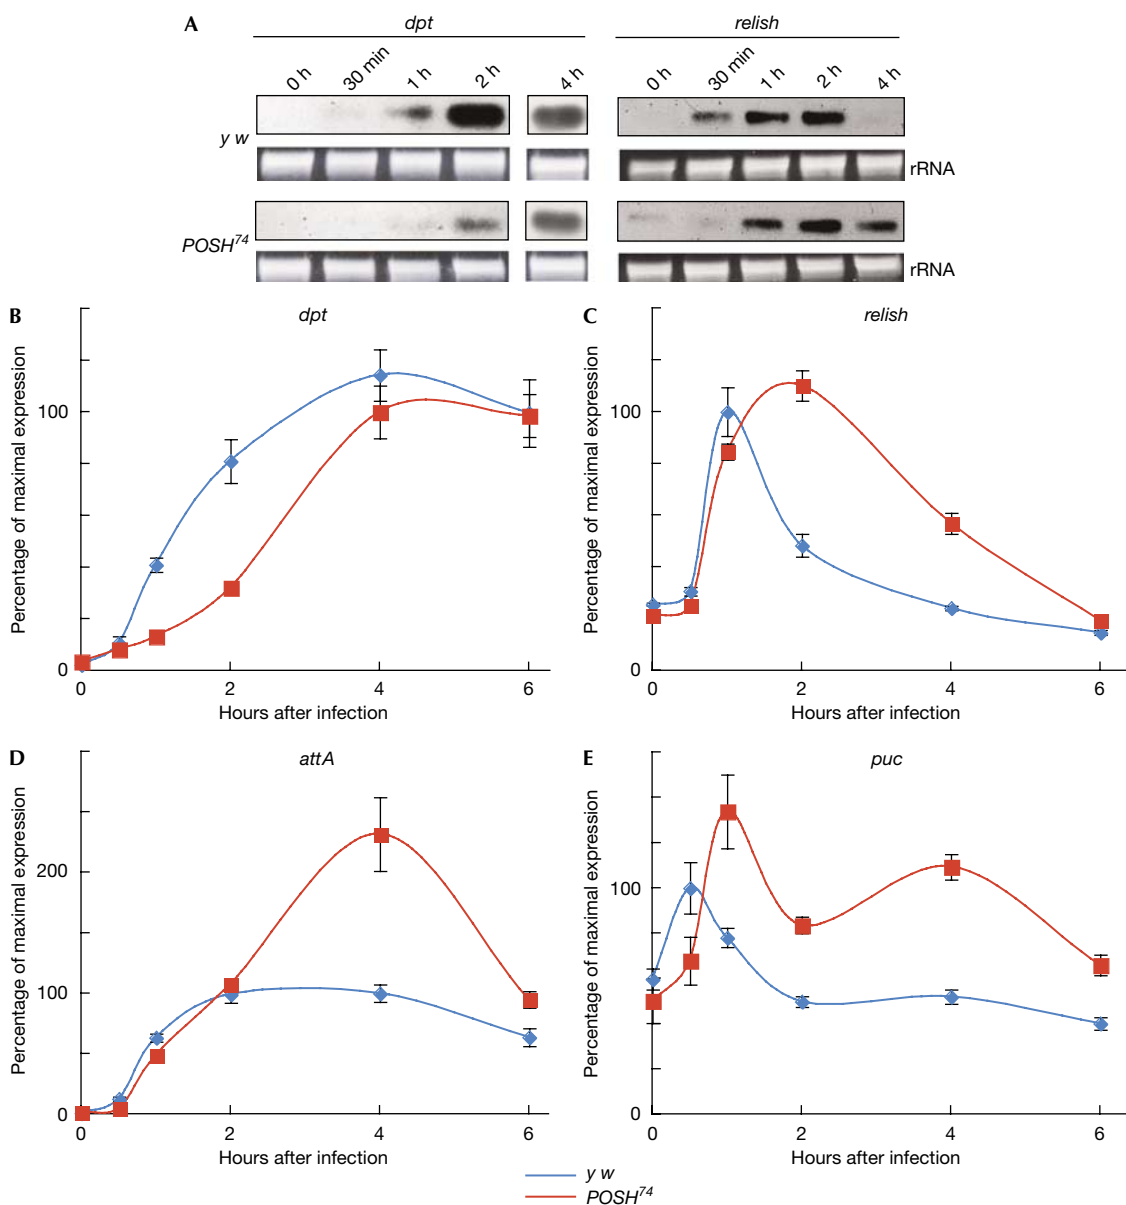 A
dpt
relish
0 h
30 min
1 h
2 h
4 h
0 h
30 min
1 h
2 h
4 h
y w
rRNA
POSH74
rRNA
B
dpt
Percentage of maximal expression
100
0
0
2
4
6
Hours after infection
C
relish
Percentage of maximal expression
100
0
0
2
4
6
Hours after infection
D
attA
Percentage of maximal expression
200
100
0
0
2
4
6
Hours after infection
E
puc
Percentage of maximal expression
100
0
0
2
4
6
Hours after infection
y w
POSH74